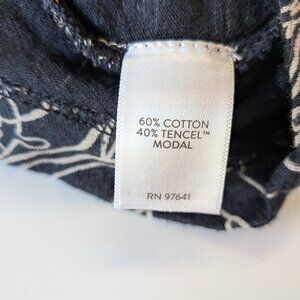 60% COTTON
40% TENCEL™
MODAL
RN 97641